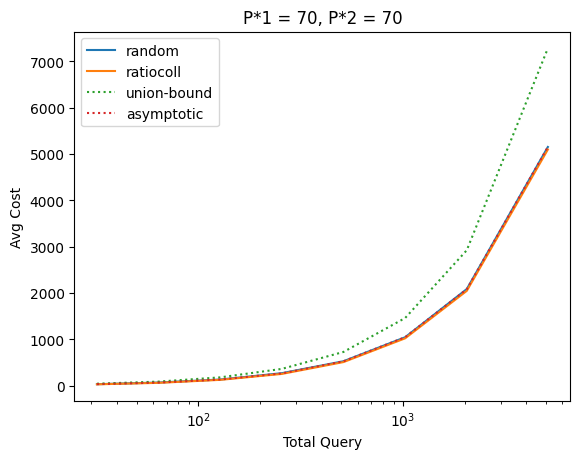 P*1 = 70, P*2 = 70
random
ratiocoll
union-bound
asymptotic
Avg Cost
7000
6000
5000
4000
3000
2000
1000
0
10²
10³
Total Query